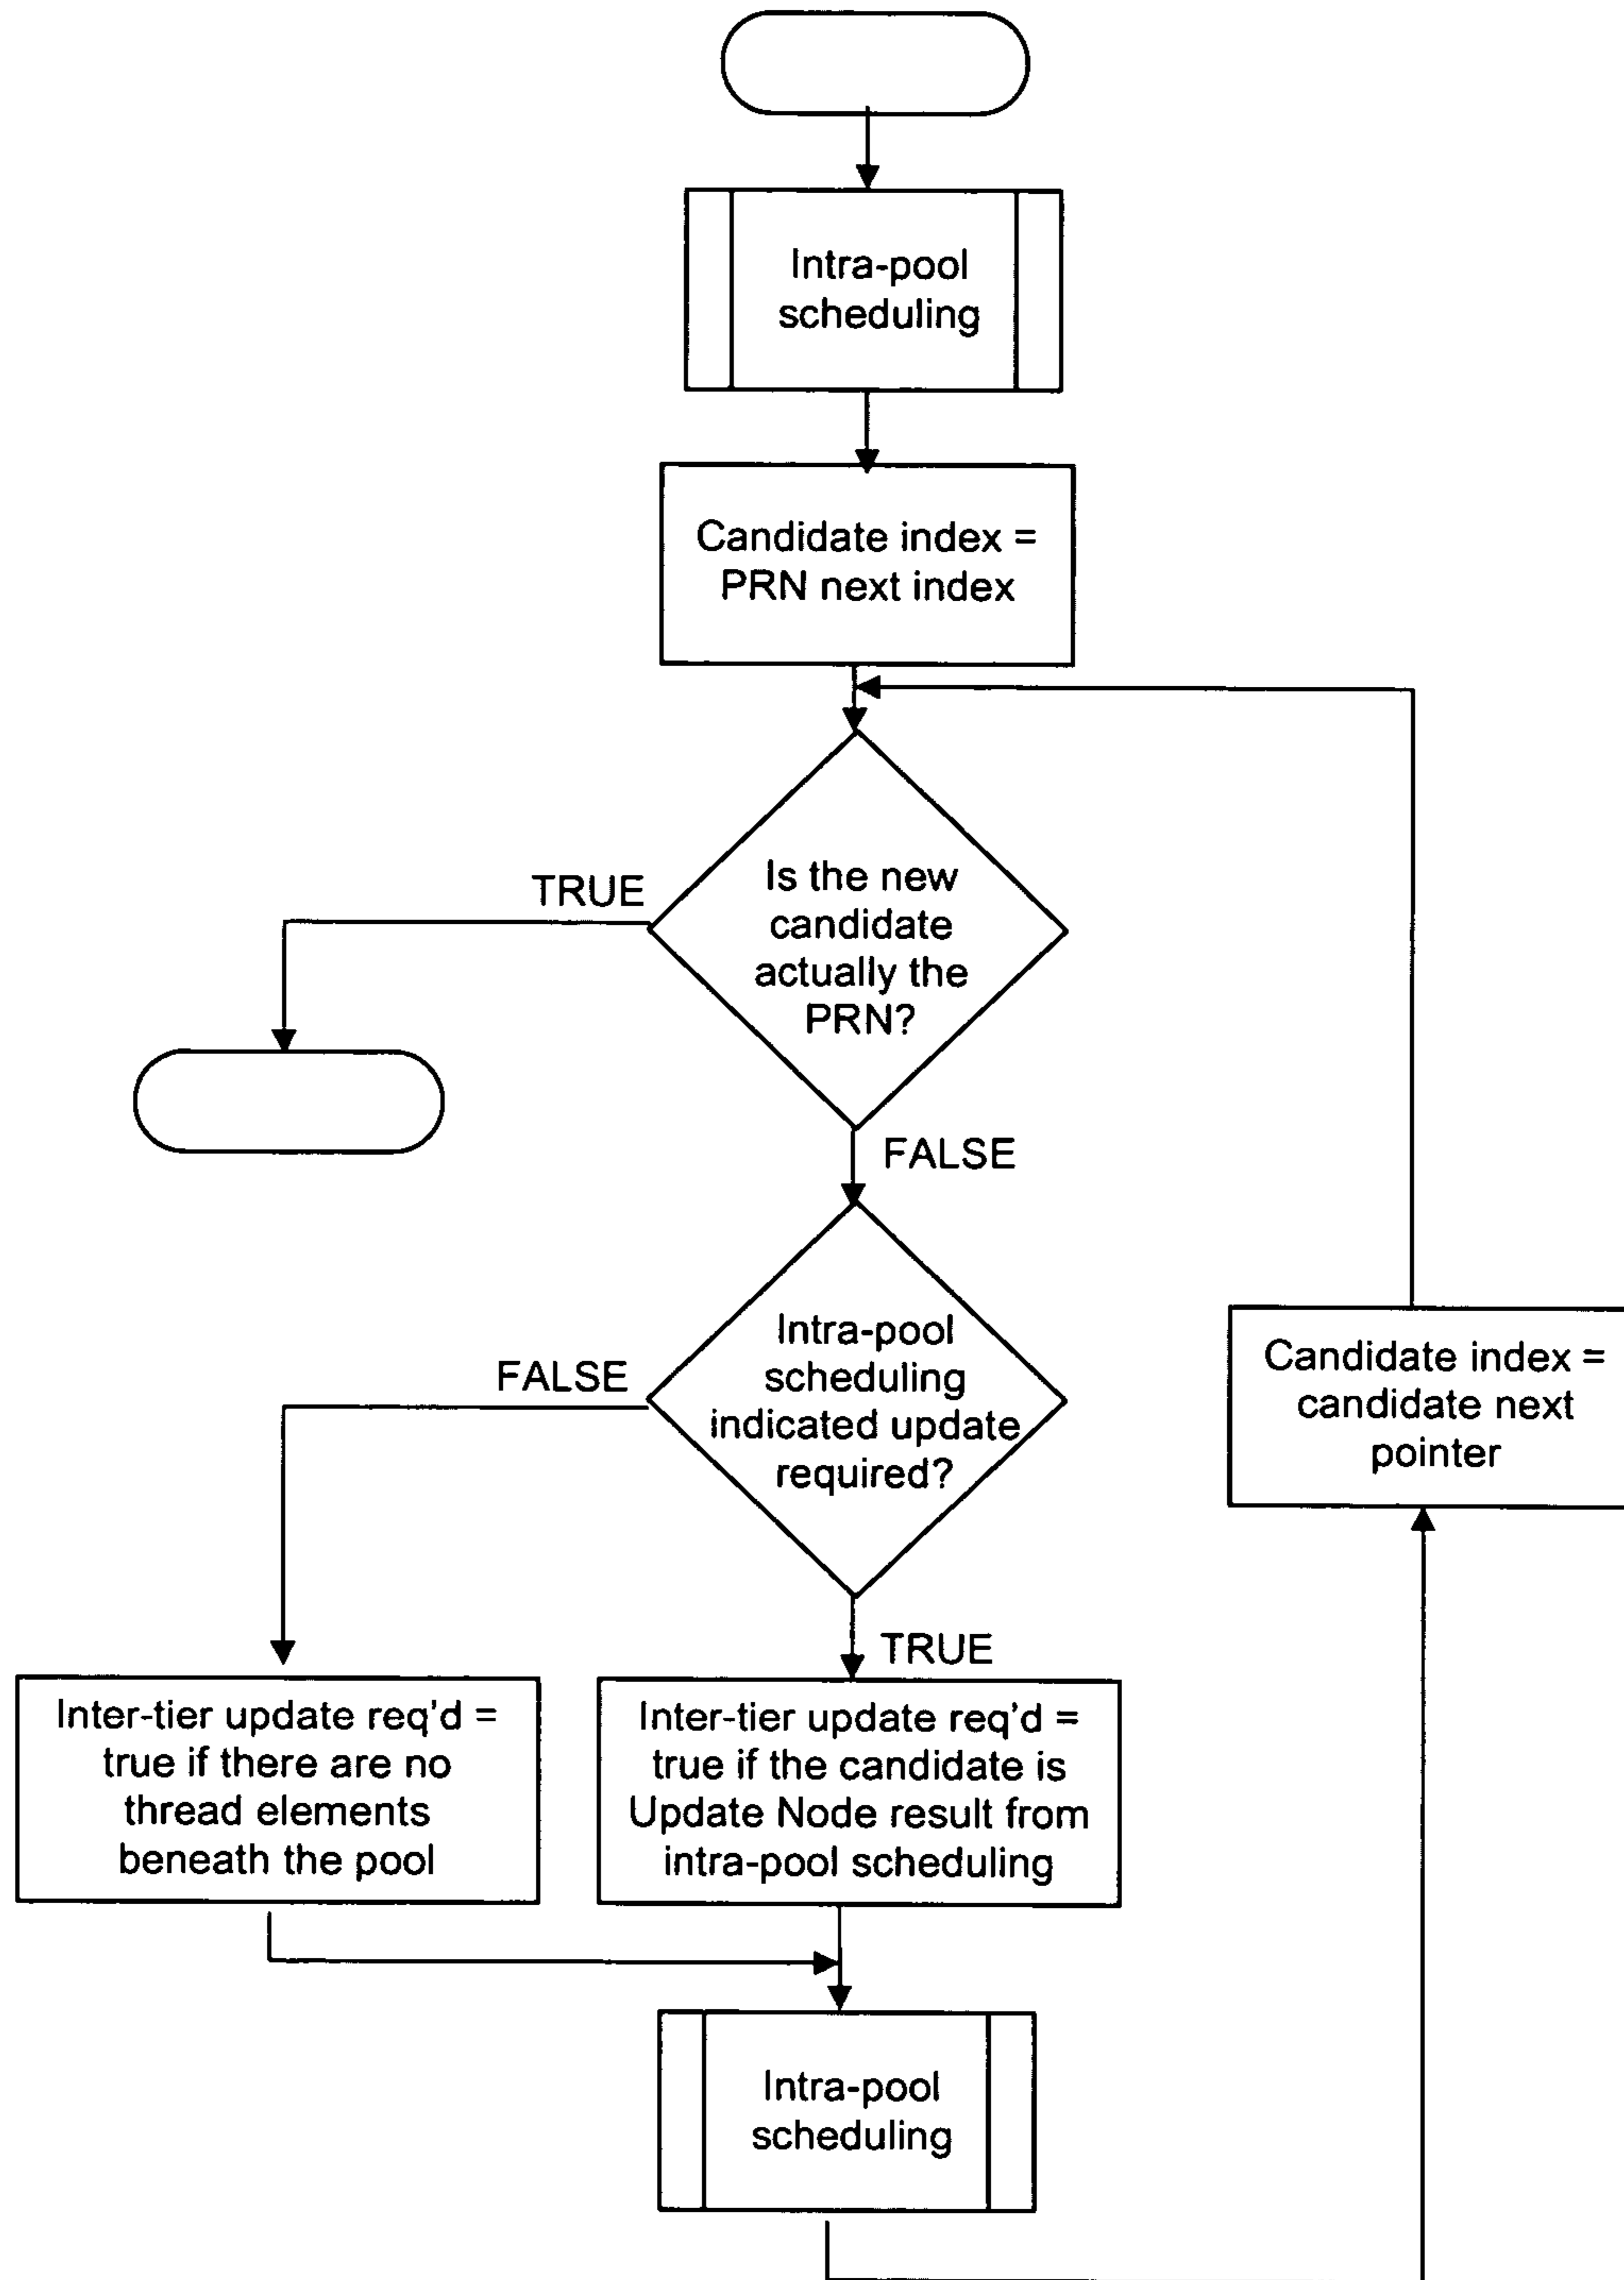 Intra-pool
scheduling
Candidate index =
PRN next index
TRUE
Is the new
candidate
actually the
PRN?
FALSE
FALSE
Intra-pool
scheduling
indicated update
required?
Candidate index =
candidate next
pointer
TRUE
Inter-tier update req'd =
true if there are no
thread elements
beneath the pool
Inter-tier update req'd =
true if the candidate is
Update Node result from
intra-pool scheduling
Intra-pool
scheduling